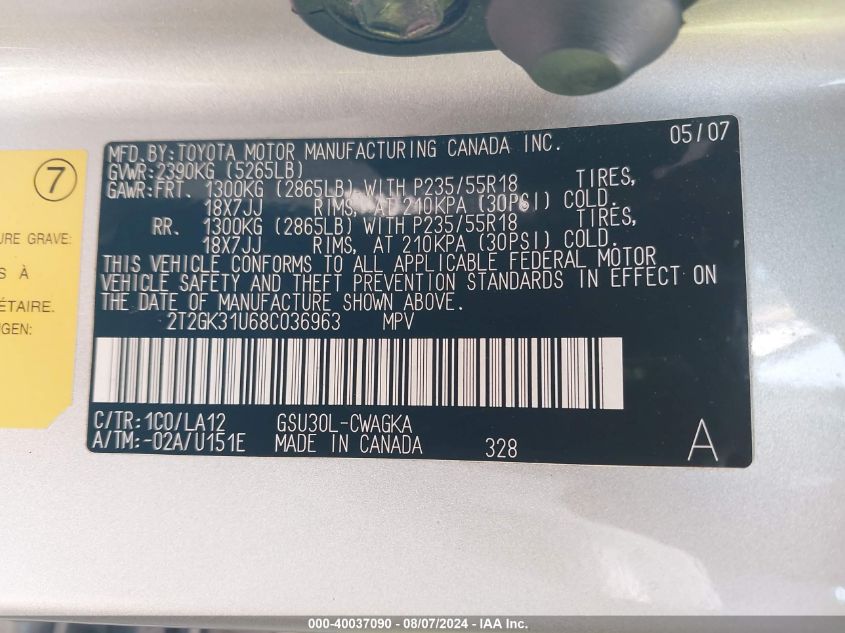 MFD.BY:TOYOTA MOTOR MANUFACTURING CANADA INC. 05/07
GVWR:2390KG (5265LB)
GAWR:FRT. 1300KG (2865LB) WITH P235/55R18 TIRES,
18X7JJ RIMS, AT 210KPA (30PSI) COLD.
RR. 1300KG (2865LB) WITH P235/55R18 TIRES,
18X7JJ RIMS, AT 210KPA (30PSI) COLD.
THIS VEHICLE CONFORMS TO ALL APPLICABLE FEDERAL MOTOR
VEHICLE SAFETY AND THEFT PREVENTION STANDARDS IN EFFECT ON
THE DATE OF MANUFACTURE SHOWN ABOVE.
2T2GK31U68C036963 MPV
C/TR:1C0/LA12 GSU30L-CWAGKA
A/TM:-02A/U151E MADE IN CANADA 328 A
7
URE GRAVE:
S À
ÉTAIRE.
GEN:
000-40037090 - 08/07/2024 - IAA Inc.